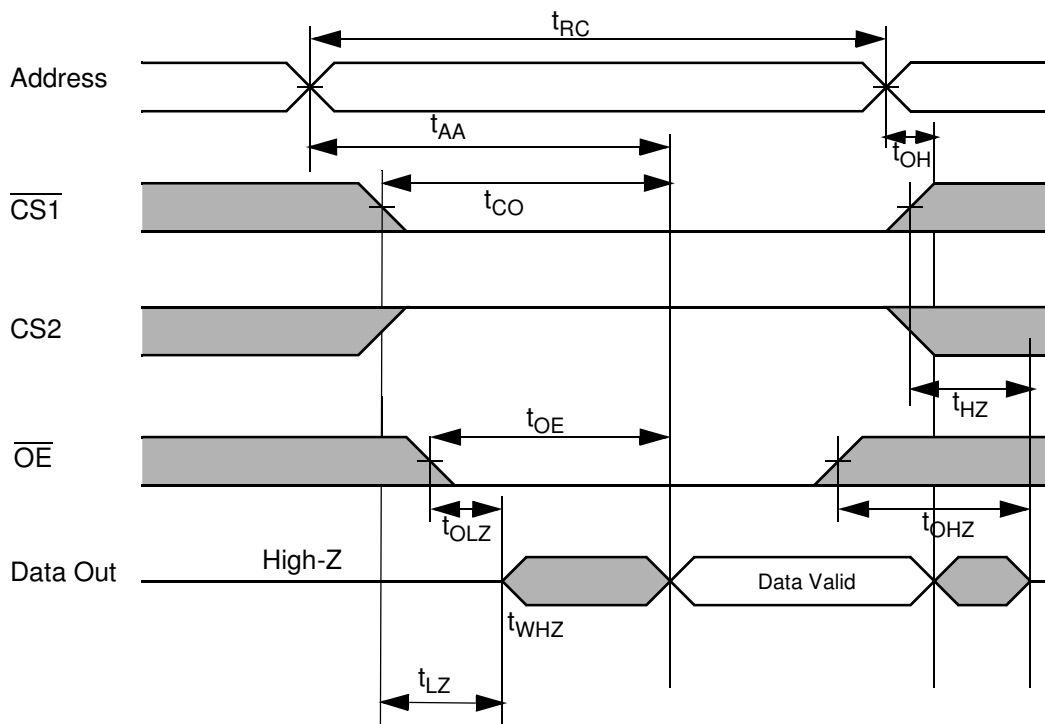 tRC
Address
tAA
tOH
CS1
tCO
CS2
tHZ
tOE
OE
tOLZ
tOHZ
High-Z
Data Out
Data Valid
tWHZ
tLZ